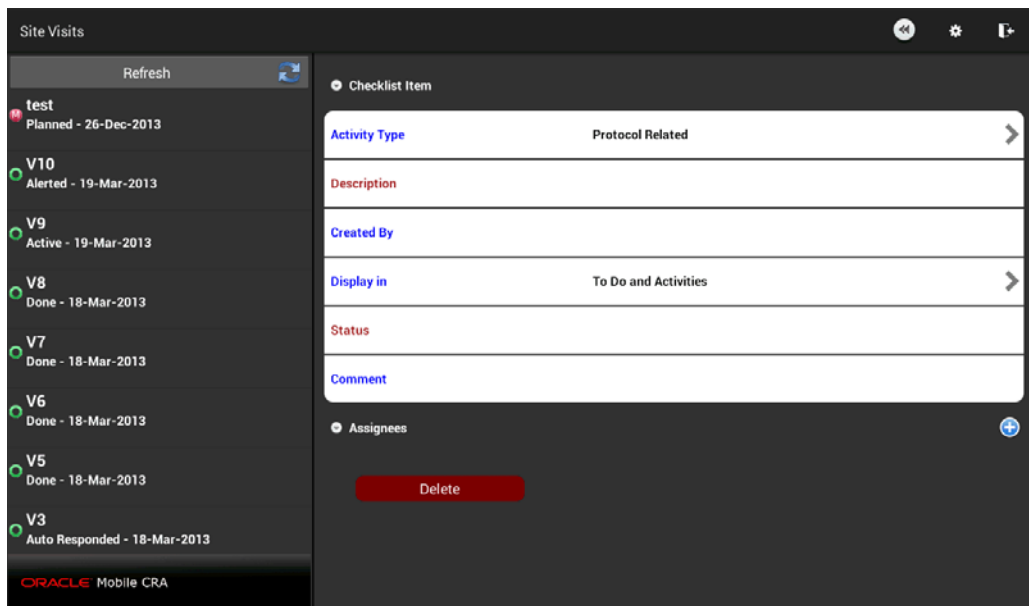 Site Visits
Refresh
test
Planned - 26-Dec-2013
V10
Alerted - 19-Mar-2013
V9
Active - 19-Mar-2013
V8
Done - 18-Mar-2013
V7
Done - 18-Mar-2013
V6
Done - 18-Mar-2013
V5
Done - 18-Mar-2013
V3
Auto Responded - 18-Mar-2013
ORACLE Mobile CRA
Checklist Item
Activity Type Protocol Related
Description
Created By
Display in To Do and Activities
Status
Comment
Assignees
Delete